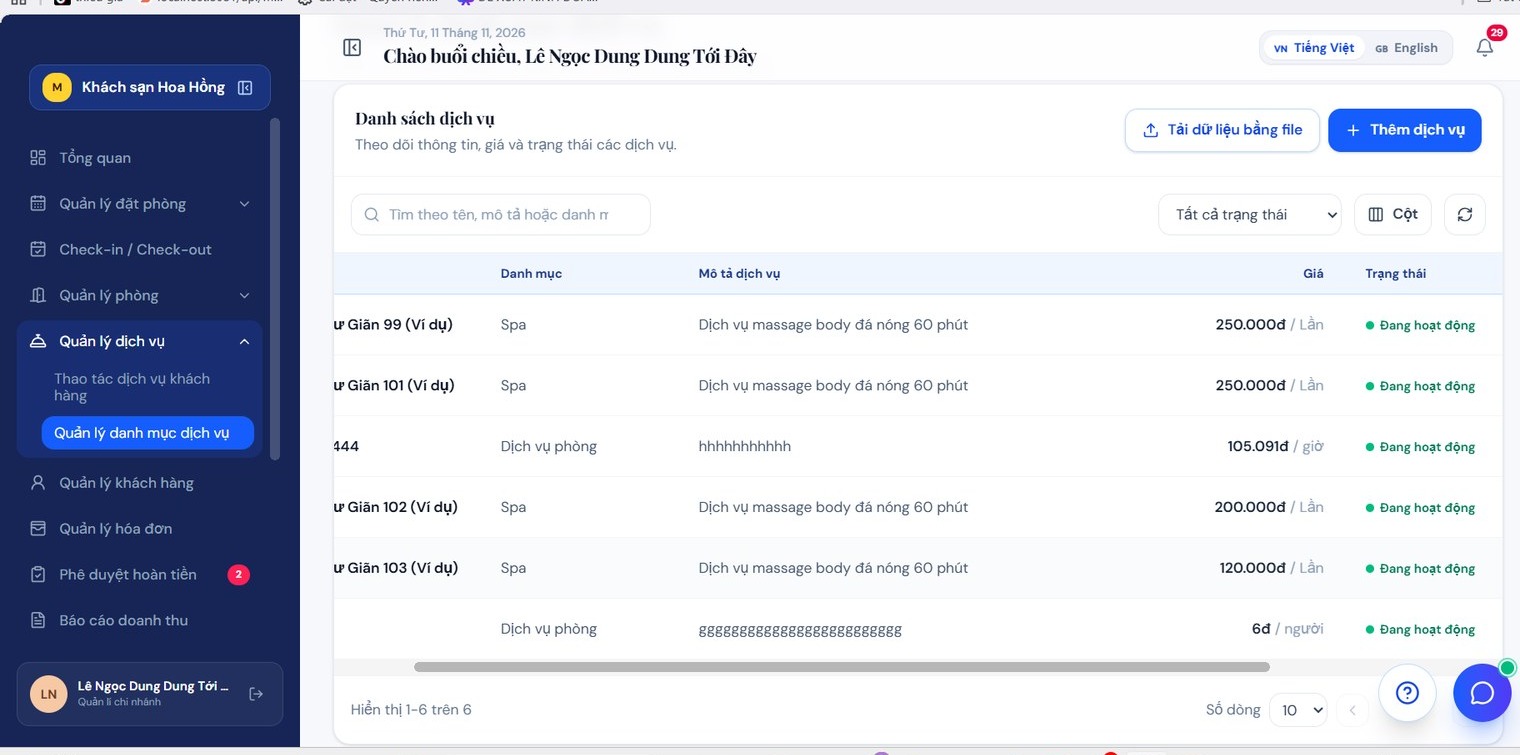 Thứ Tư, 11 Tháng 11, 2026
Chào buổi chiều, Lê Ngọc Dung Dung Tới Đây
VN Tiếng Việt GB English
29
M Khách sạn Hoa Hồng
Tổng quan
Quản lý đặt phòng
Check-in / Check-out
Quản lý phòng
Quản lý dịch vụ
Thao tác dịch vụ khách
hàng
Quản lý danh mục dịch vụ
Quản lý khách hàng
Quản lý hóa đơn
Phê duyệt hoàn tiền 2
Báo cáo doanh thu
LN
Lê Ngọc Dung Dung Tới ...
Quản lí chi nhánh
Danh sách dịch vụ
Theo dõi thông tin, giá và trạng thái các dịch vụ.
Tải dữ liệu bằng file
+ Thêm dịch vụ
Tìm theo tên, mô tả hoặc danh m
Tất cả trạng thái
Cột
Danh mục Mô tả dịch vụ Giá Trạng thái
ư Giãn 99 (Ví dụ) Spa Dịch vụ massage body đá nóng 60 phút 250.000đ / Lần Đang hoạt động
ư Giãn 101 (Ví dụ) Spa Dịch vụ massage body đá nóng 60 phút 250.000đ / Lần Đang hoạt động
444 Dịch vụ phòng hhhhhhhhhhh 105.091đ / giờ Đang hoạt động
ư Giãn 102 (Ví dụ) Spa Dịch vụ massage body đá nóng 60 phút 200.000đ / Lần Đang hoạt động
ư Giãn 103 (Ví dụ) Spa Dịch vụ massage body đá nóng 60 phút 120.000đ / Lần Đang hoạt động
Dịch vụ phòng ggggggggggggggggggggggggg 6đ / người Đang hoạt động
Hiển thị 1-6 trên 6
Số dòng 10